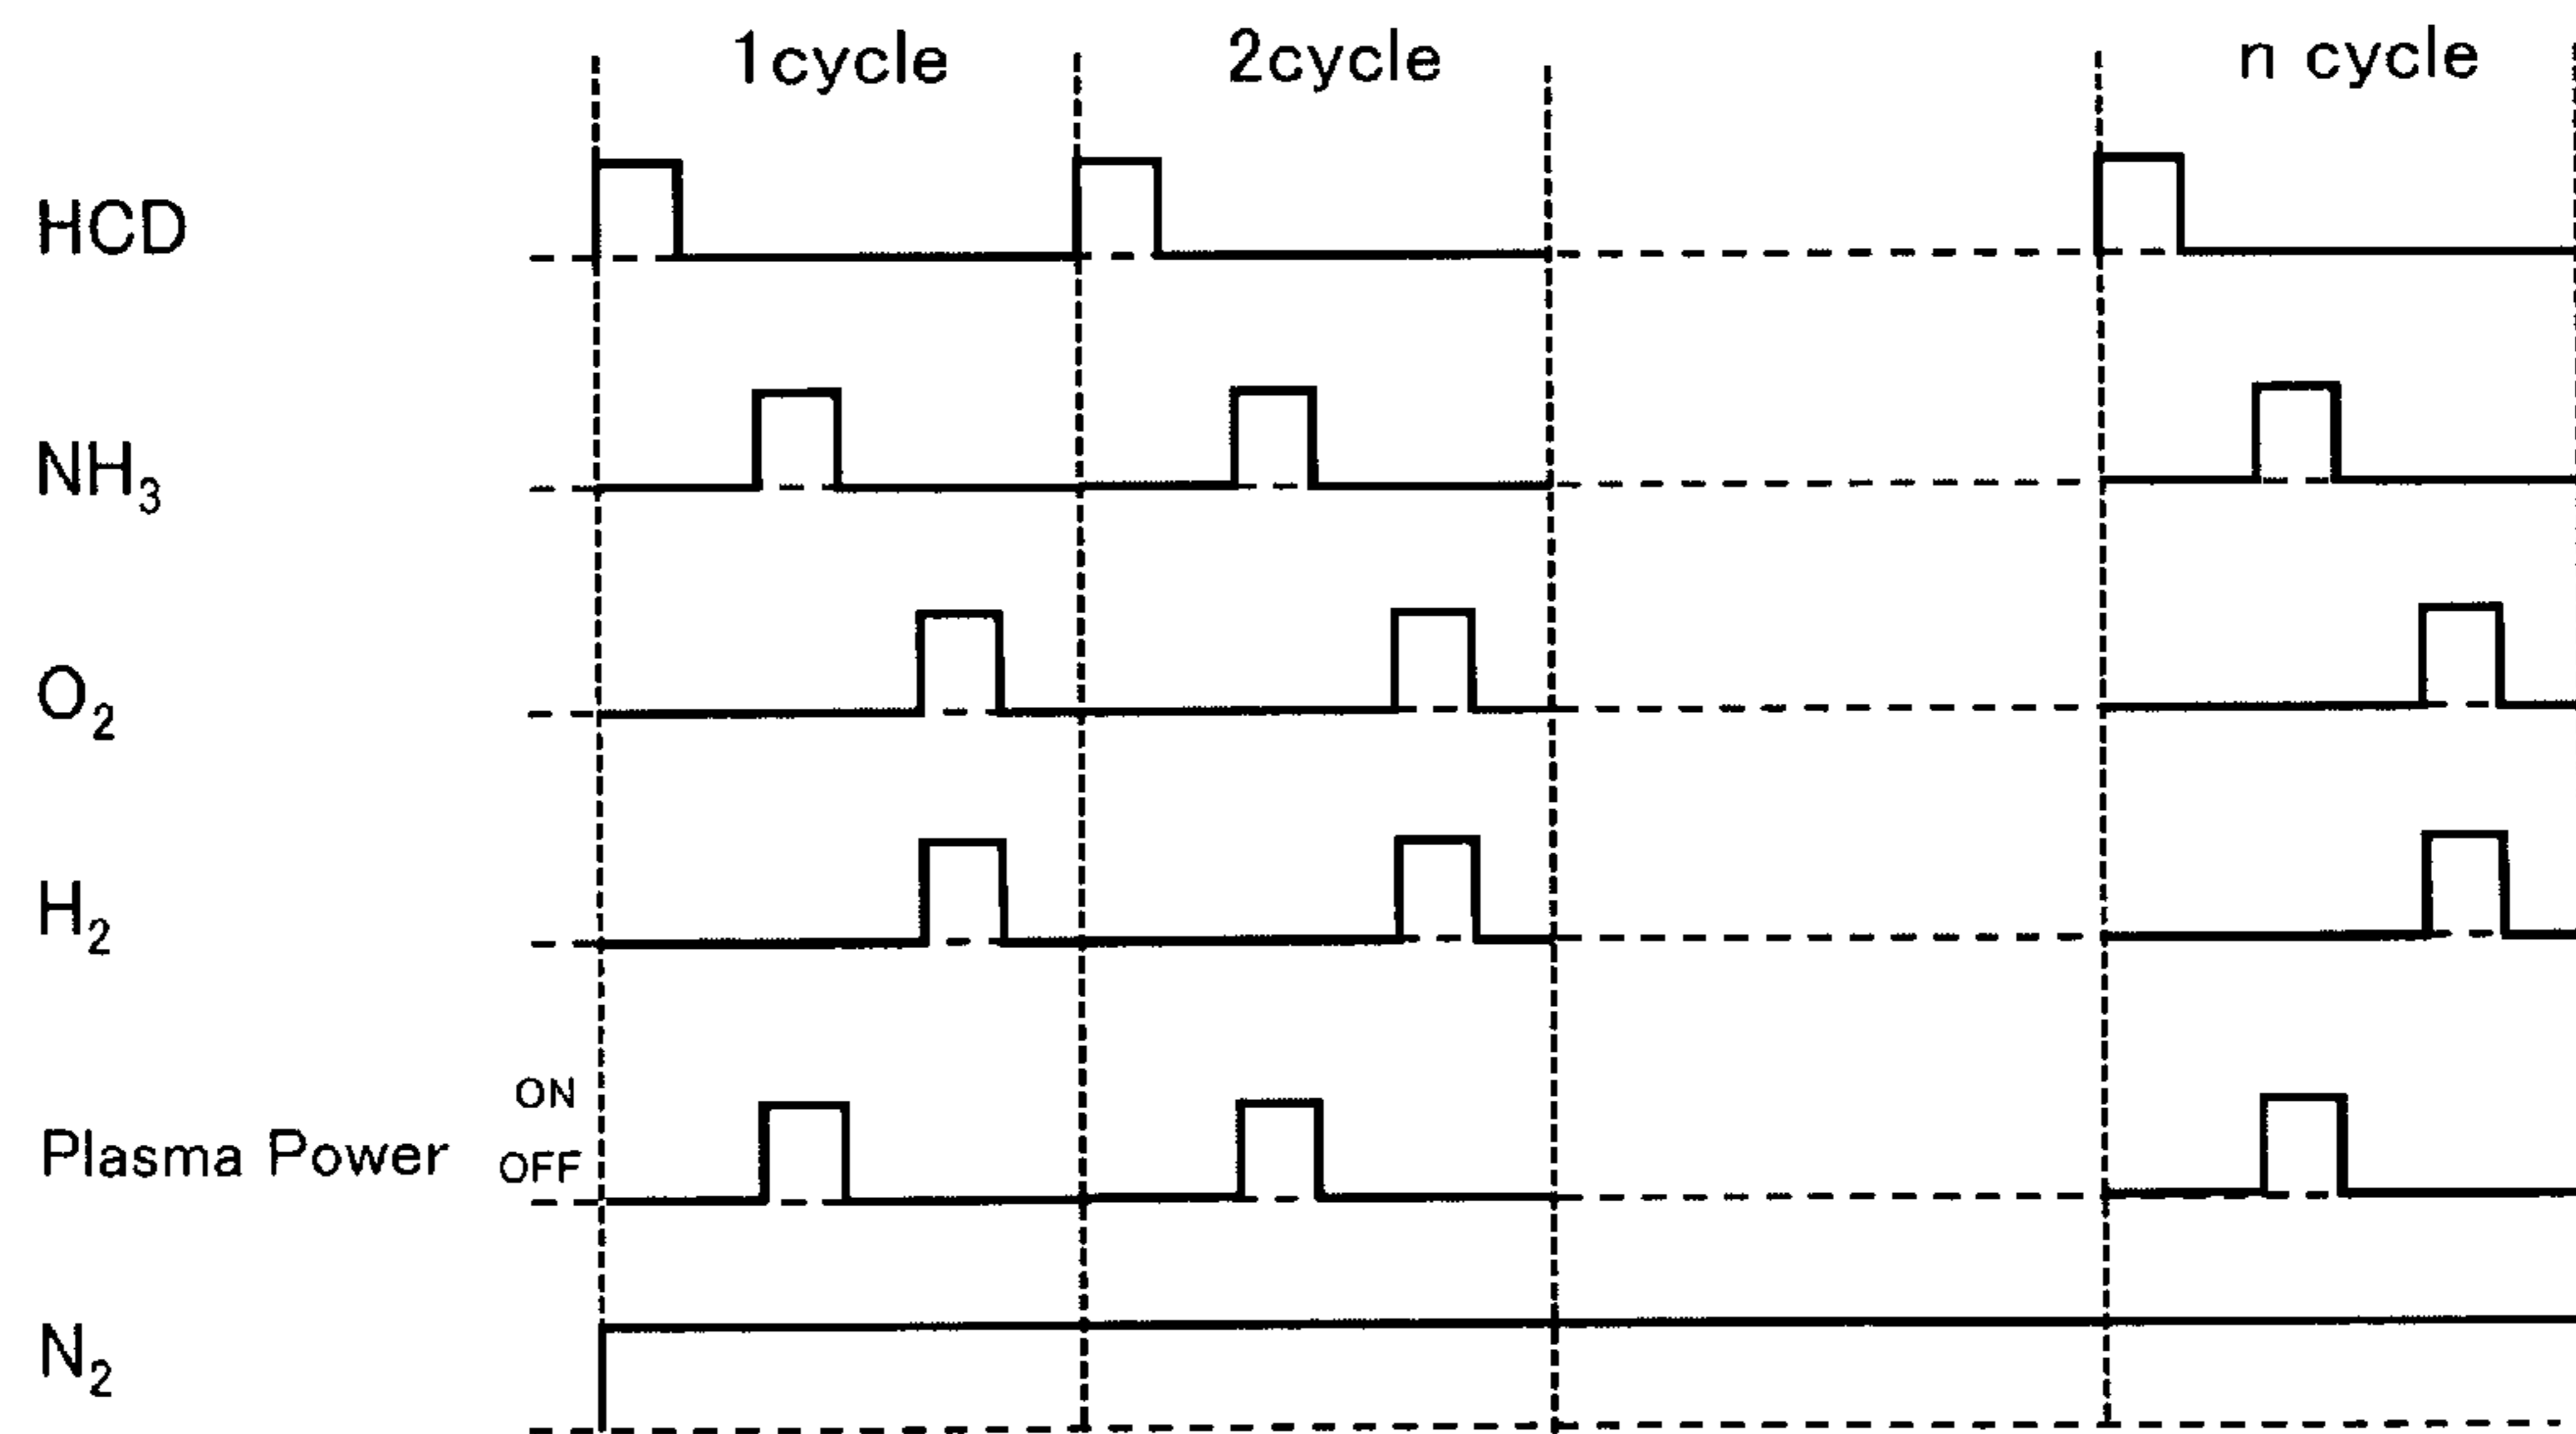 1cycle 2cycle n cycle
HCD
NH₃
O₂
H₂
ON
Plasma Power OFF
N₂